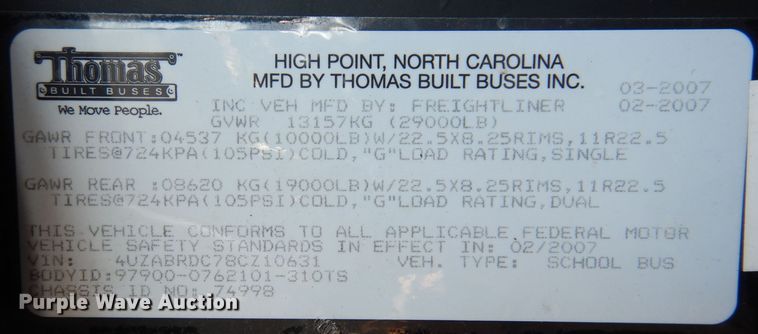 Thomas™
BUILT BUSES
We Move People.
HIGH POINT, NORTH CAROLINA
MFD BY THOMAS BUILT BUSES INC.
03-2007
INC VEH MFD BY: FREIGHTLINER 02-2007
GVWR 13157KG (29000LB)
GAWR FRONT:04537 KG(10000LB)W/22.5X8.25RIMS,11R22.5
TIRES@724KPA(105PSI)COLD,"G"LOAD RATING,SINGLE
GAWR REAR :08620 KG(19000LB)W/22.5X8.25RIMS,11R22.5
TIRES@724KPA(105PSI)COLD,"G"LOAD RATING,DUAL
THIS VEHICLE CONFORMS TO ALL APPLICABLE FEDERAL MOTOR
VEHICLE SAFETY STANDARDS IN EFFECT IN: 02/2007
VIN: 4UZABRDC78CZ10631 VEH. TYPE: SCHOOL BUS
BODYID:97900-0762101-310TS
CHASSIS ID NO: 74998
Purple Wave Auction